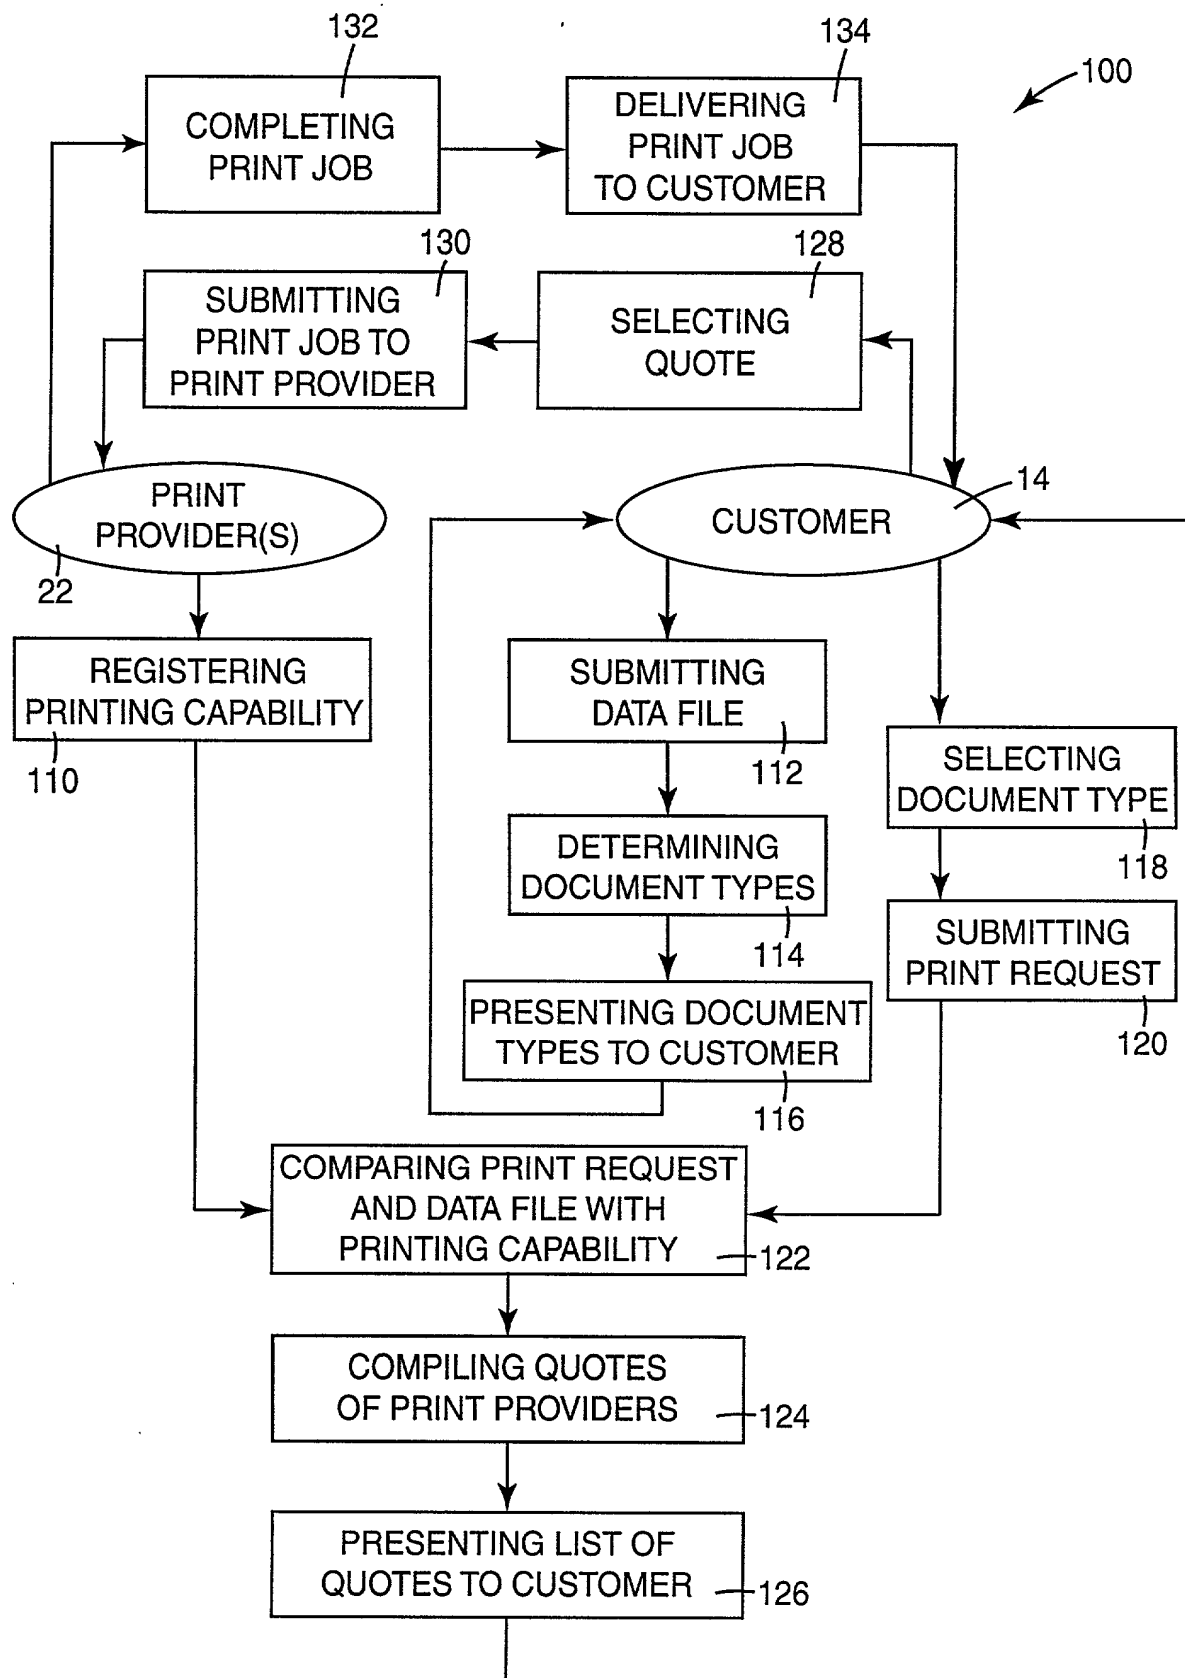 132
134
100
COMPLETING
PRINT JOB
DELIVERING
PRINT JOB
TO CUSTOMER
130
128
SUBMITTING
PRINT JOB TO
PRINT PROVIDER
SELECTING
QUOTE
PRINT
PROVIDER(S)
22
CUSTOMER
14
REGISTERING
PRINTING CAPABILITY
110
SUBMITTING
DATA FILE
112
SELECTING
DOCUMENT TYPE
118
DETERMINING
DOCUMENT TYPES
114
SUBMITTING
PRINT REQUEST
120
PRESENTING DOCUMENT
TYPES TO CUSTOMER
116
COMPARING PRINT REQUEST
AND DATA FILE WITH
PRINTING CAPABILITY
122
COMPILING QUOTES
OF PRINT PROVIDERS
124
PRESENTING LIST OF
QUOTES TO CUSTOMER
126